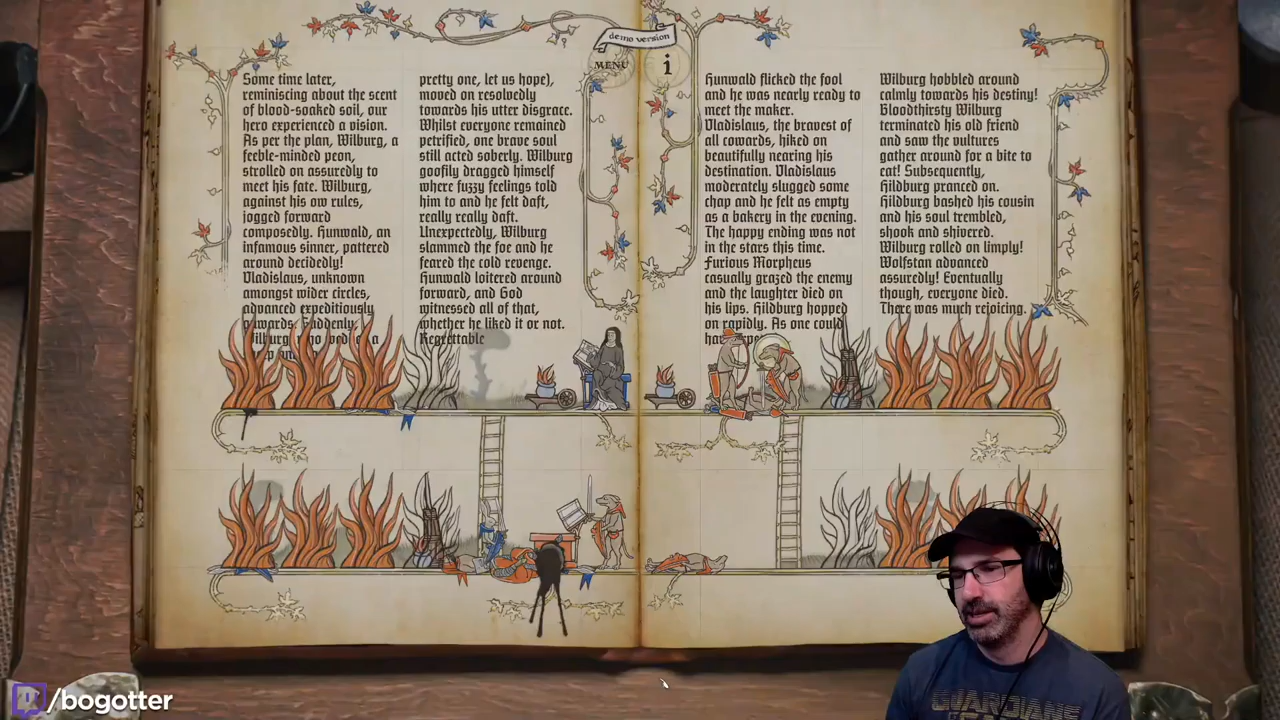 demo version
MENU
i
Some time later,
reminiscing about the scent
of blood-soaked soil, our
hero experienced a vision.
As per the plan, Wilburg, a
feeble-minded peon,
strolled on assuredly to
meet his fate. Wilburg,
against his ow rules,
jogged forward
composedly. Gunwald, an
infamous sinner, pattered
around decidedly!
Vladislaus, unknown
amongst wider circles,
advanced expeditiously
Suddenly,
Wilburg
a
pretty one, let us hope),
moved on resolvedly
towards his utter disgrace.
Whilst everyone remained
petrified, one brave soul
still acted soberly. Wilburg
goofily dragged himself
where fuzzy feelings told
him to and he felt daft,
really really daft.
Unexpectedly, Wilburg
slammed the foe and he
feared the cold revenge.
Gunwald loitered around
forward, and God
witnessed all of that,
whether he liked it or not.
Regrettable
Gunwald flicked the fool
and he was nearly ready to
meet the maker.
Vladislaus, the bravest of
all cowards, hiked on
beautifully nearing his
destination. Vladislaus
moderately slugged some
chap and he felt as empty
as a bakery in the evening.
The happy ending was not
in the stars this time.
Furious Morpheus
casually grazed the enemy
and the laughter died on
his lips. Hildburg hopped
on rapidly. As one could
Wilburg hobbled around
calmly towards his destiny!
Bloodthirsty Wilburg
terminated his old friend
and saw the vultures
gather around for a bite to
eat! Subsequently,
Hildburg pranced on.
Hildburg bashed his cousin
and his soul trembled,
shook and shivered.
Wilburg rolled on limply!
Wolfstan advanced
assuredly! Eventually
though, everyone died.
There was much rejoicing.
/bogotter